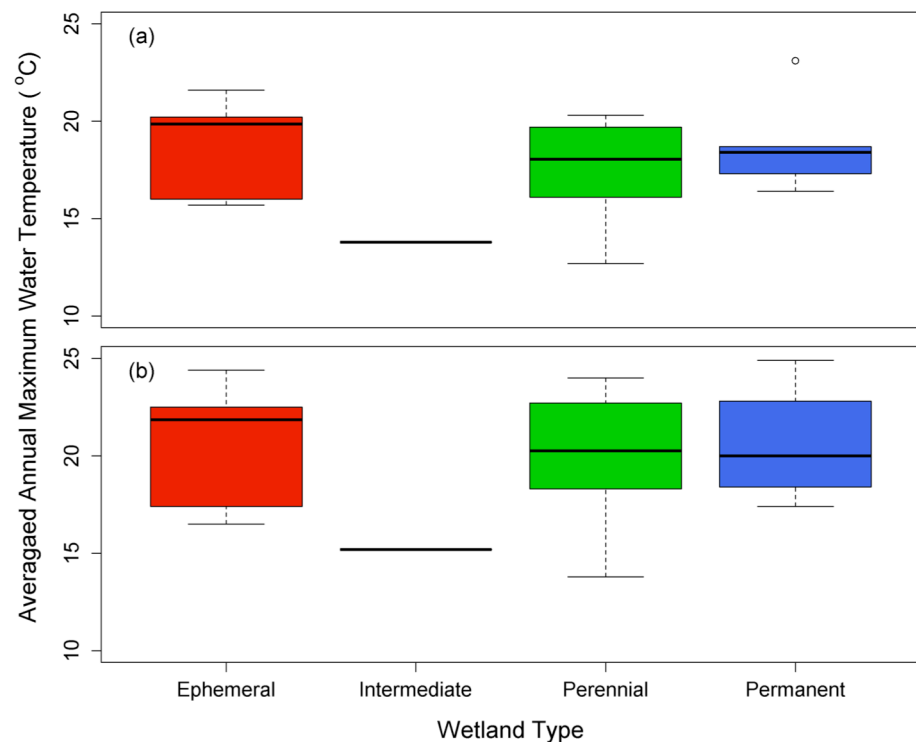 Averagaed Annual Maximum Water Temperature ( °C)
(a)
25
20
15
10
(b)
25
20
15
10
Ephemeral Intermediate Perennial Permanent
Wetland Type